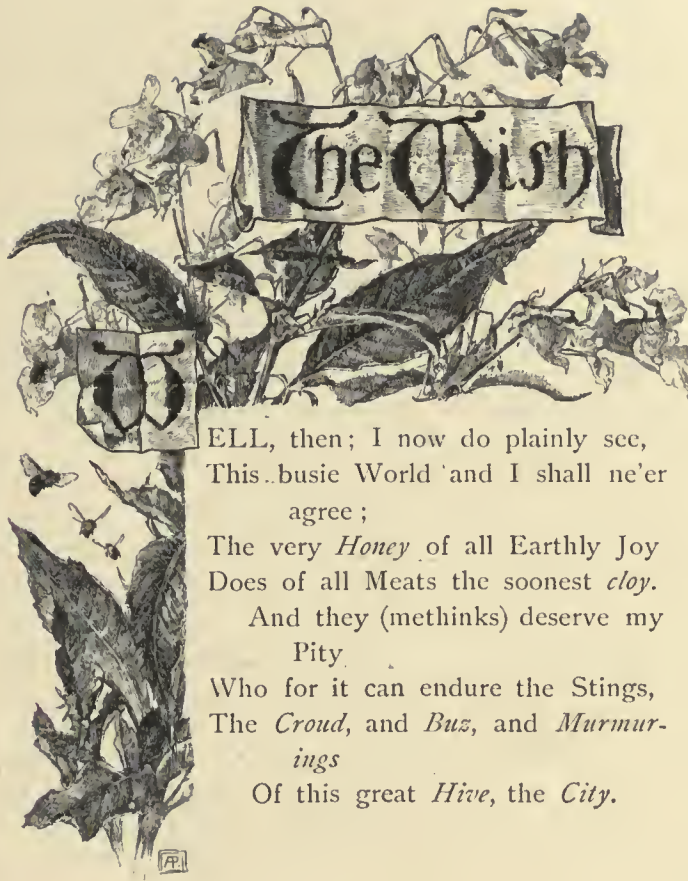 The Wish
WELL, then; I now do plainly see,
This busie World and I shall ne'er
agree;
The very Honey of all Earthly Joy
Does of all Meats the soonest cloy.
And they (methinks) deserve my
Pity
Who for it can endure the Stings,
The Croud, and Buz, and Murmur-
ings
Of this great Hive, the City.
AP